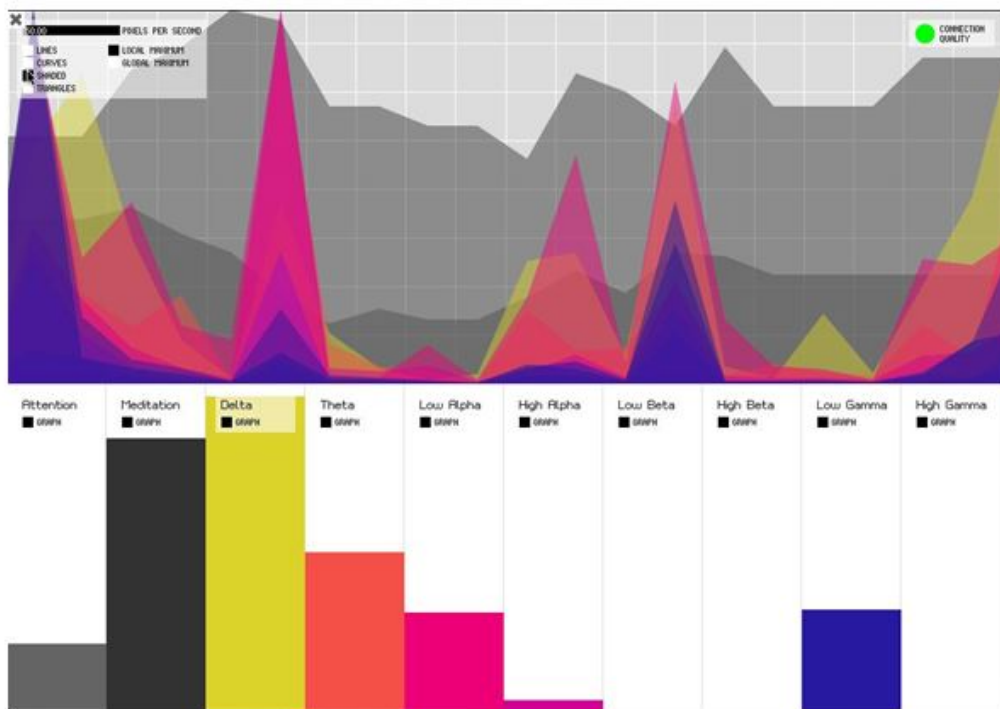 50.00 PIXELS PER SECOND
LINES
CURVES
SHADED
TRIANGLES
LOCAL MAXIMUM
GLOBAL MAXIMUM
CONNECTION
QUALITY
Attention
GRAPH
Meditation
GRAPH
Delta
GRAPH
Theta
GRAPH
Low Alpha
GRAPH
High Alpha
GRAPH
Low Beta
GRAPH
High Beta
GRAPH
Low Gamma
GRAPH
High Gamma
GRAPH